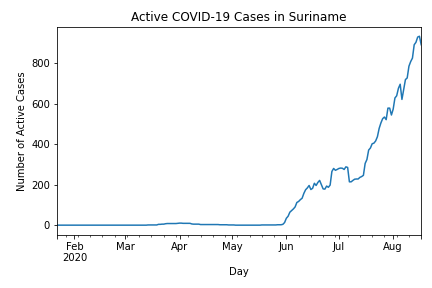 Active COVID-19 Cases in Suriname
Number of Active Cases
800
600
400
200
0
Feb
2020
Mar
Apr
May
Jun
Jul
Aug
Day